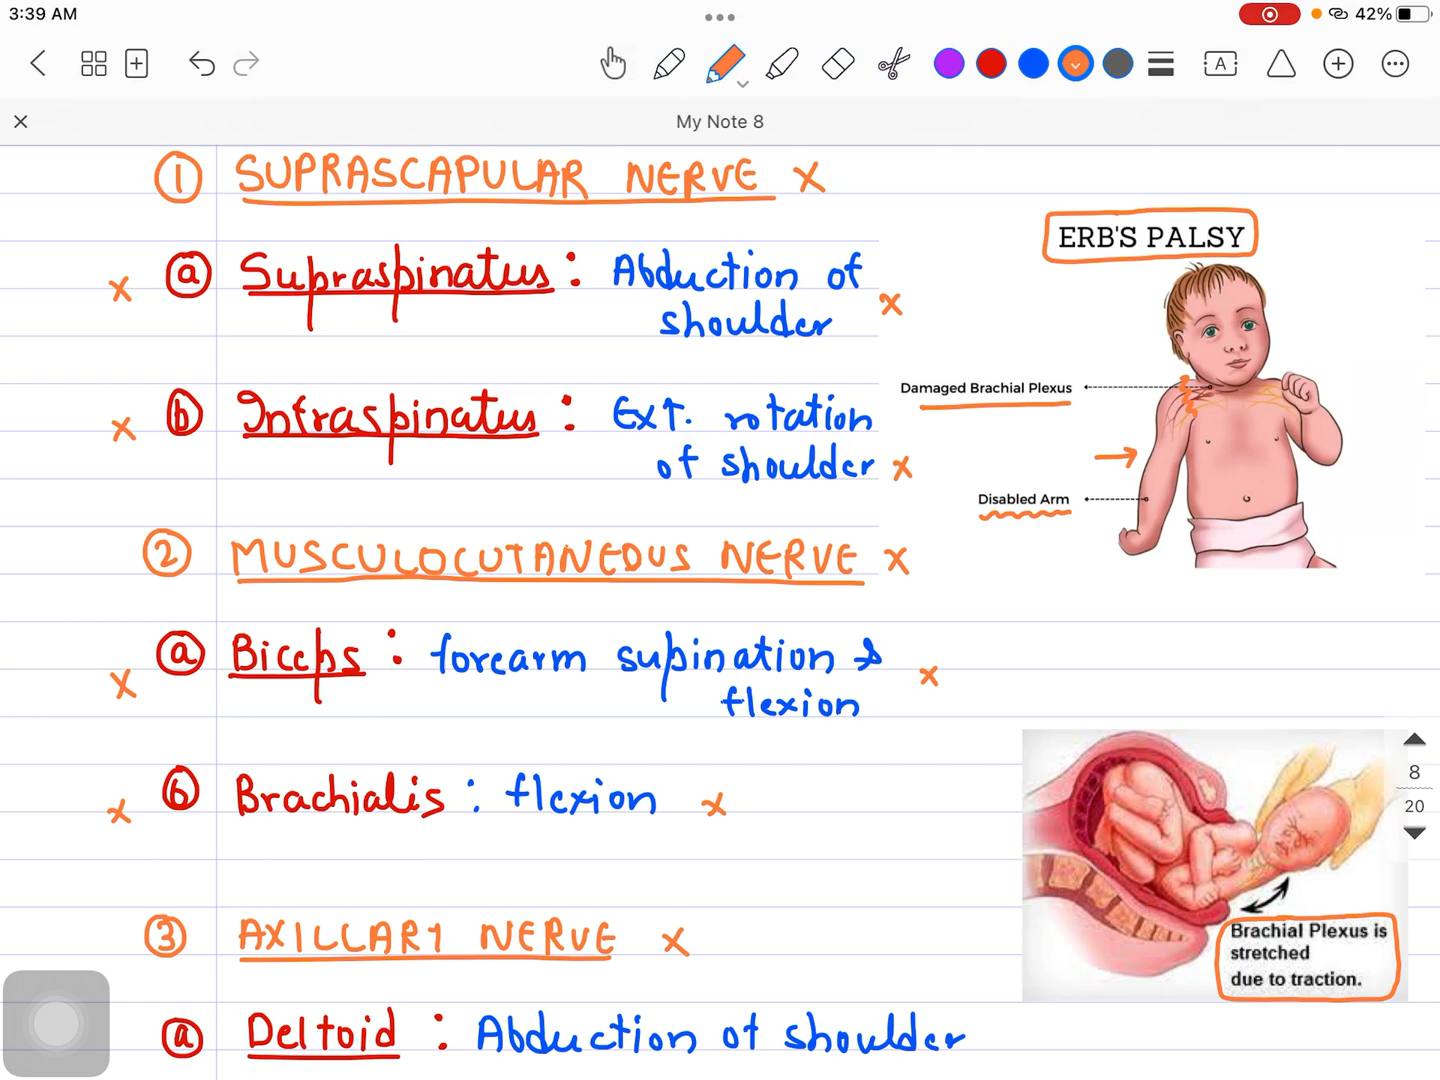 3:39 AM
42%
A
My Note 8
① SUPRASCAPULAR NERVE x
ERB'S PALSY
x ⓐ Supraspinatus : Abduction of
shoulder x
Damaged Brachial Plexus
x ⓑ Infraspinatus : Ext. rotation
of shoulder x
Disabled Arm
② MUSCULOCUTANEOUS NERVE x
x ⓐ Biceps : forearm supination &
flexion x
8
20
x ⓑ Brachialis : flexion x
③ AXILLARY NERVE x
Brachial Plexus is
stretched
due to traction.
ⓐ Deltoid : Abduction of shoulder